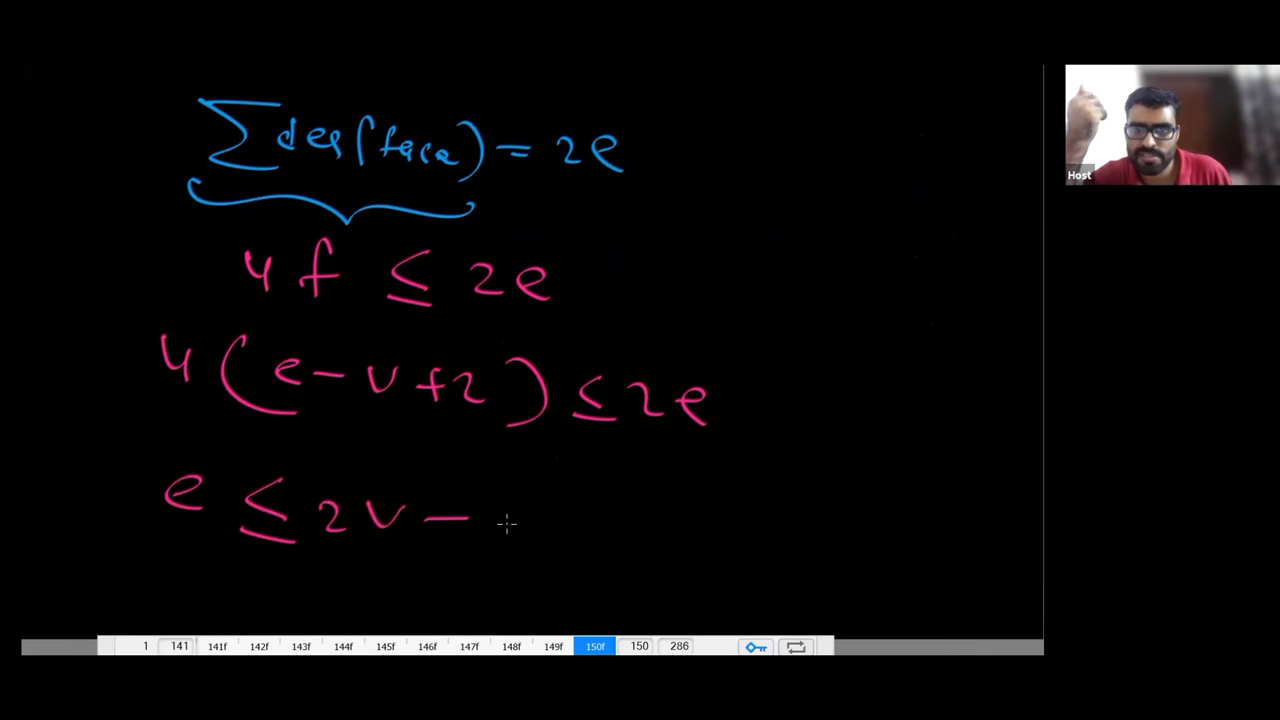 ∑deg(face) = 2e
4f ≤ 2e
4(e-v+2) ≤ 2e
e ≤ 2v -
Host
1 141 141f 142f 143f 144f 145f 146f 147f 148f 149f 150f 150 286